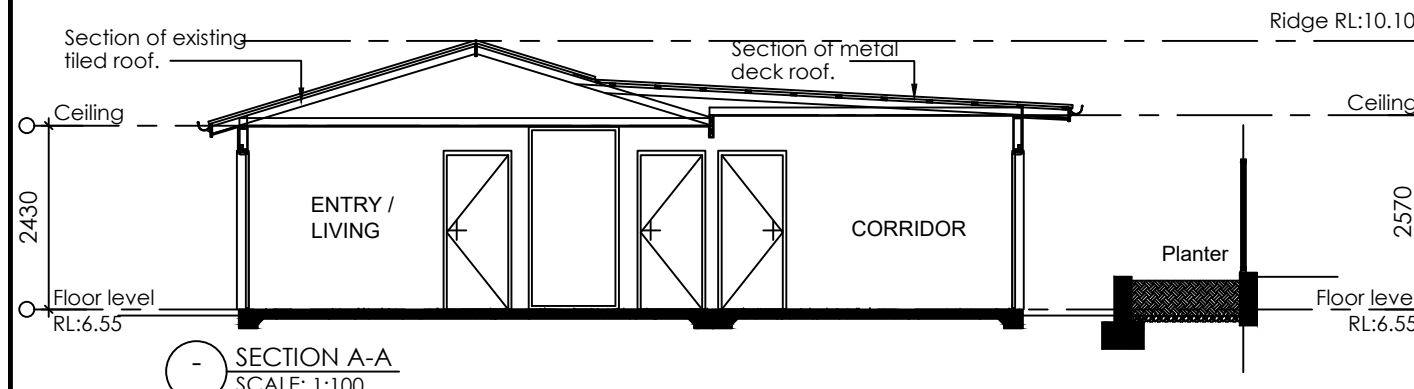 Ridge RL:10.10
Section of existing
tiled roof.
Section of metal
deck roof.
Ceiling
Ceiling
2430
ENTRY /
LIVING
CORRIDOR
2570
Planter
Floor level
RL:6.55
Floor level
RL:6.55
-
SECTION A-A
SCALE: 1:100